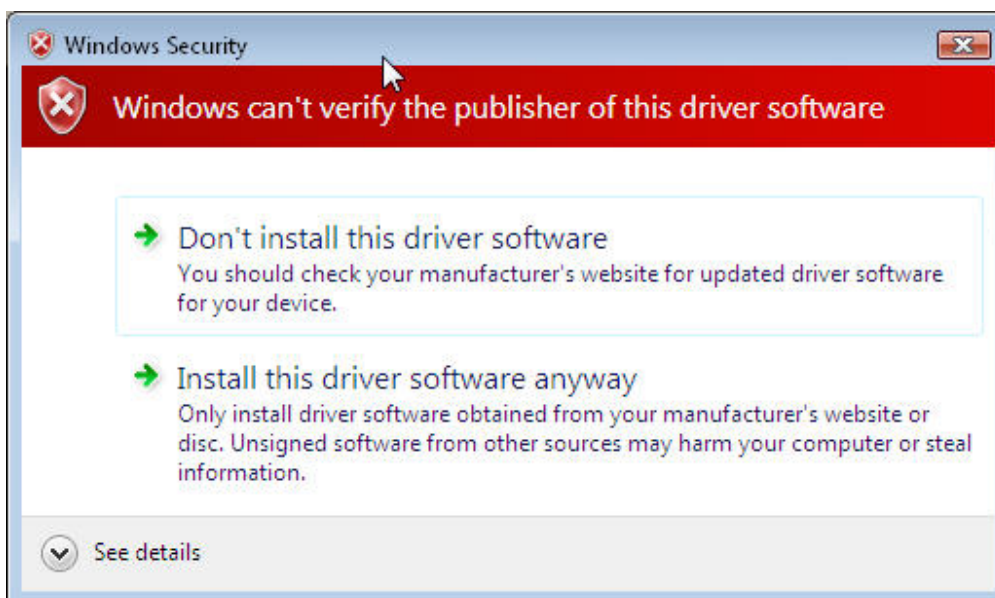 Windows Security
Windows can't verify the publisher of this driver software
Don't install this driver software
You should check your manufacturer's website for updated driver software
for your device.
Install this driver software anyway
Only install driver software obtained from your manufacturer's website or
disc. Unsigned software from other sources may harm your computer or steal
information.
See details